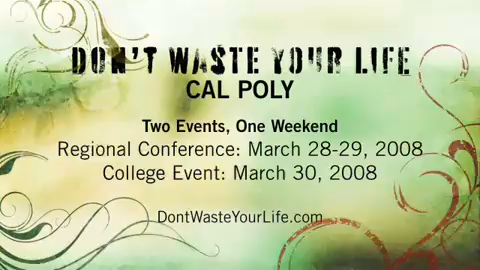 DON'T WASTE YOUR LIFE
CAL POLY
Two Events, One Weekend
Regional Conference: March 28-29, 2008
College Event: March 30, 2008
DontWasteYourLife.com